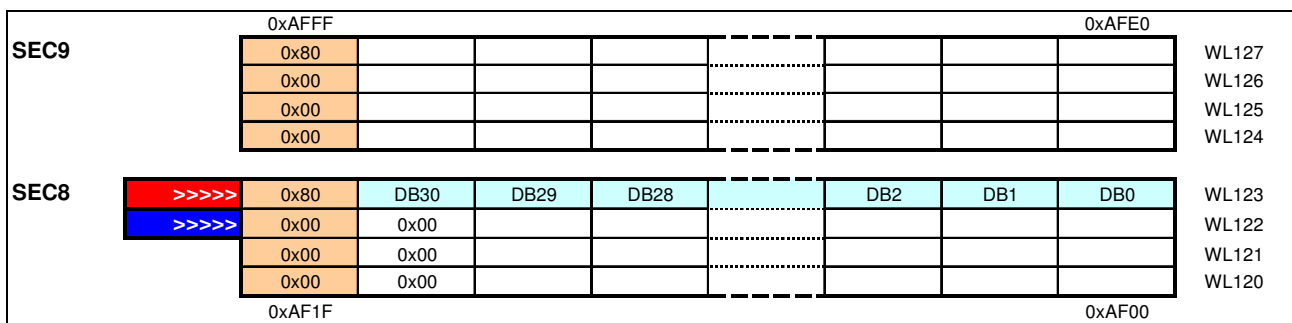 0xAFFF 0xAFE0
SEC9 0x80 WL127
0x00 WL126
0x00 WL125
0x00 WL124
SEC8 >>>>> 0x80 DB30 DB29 DB28 DB2 DB1 DB0 WL123
>>>>> 0x00 0x00 WL122
0x00 0x00 WL121
0x00 0x00 WL120
0xAF1F 0xAF00